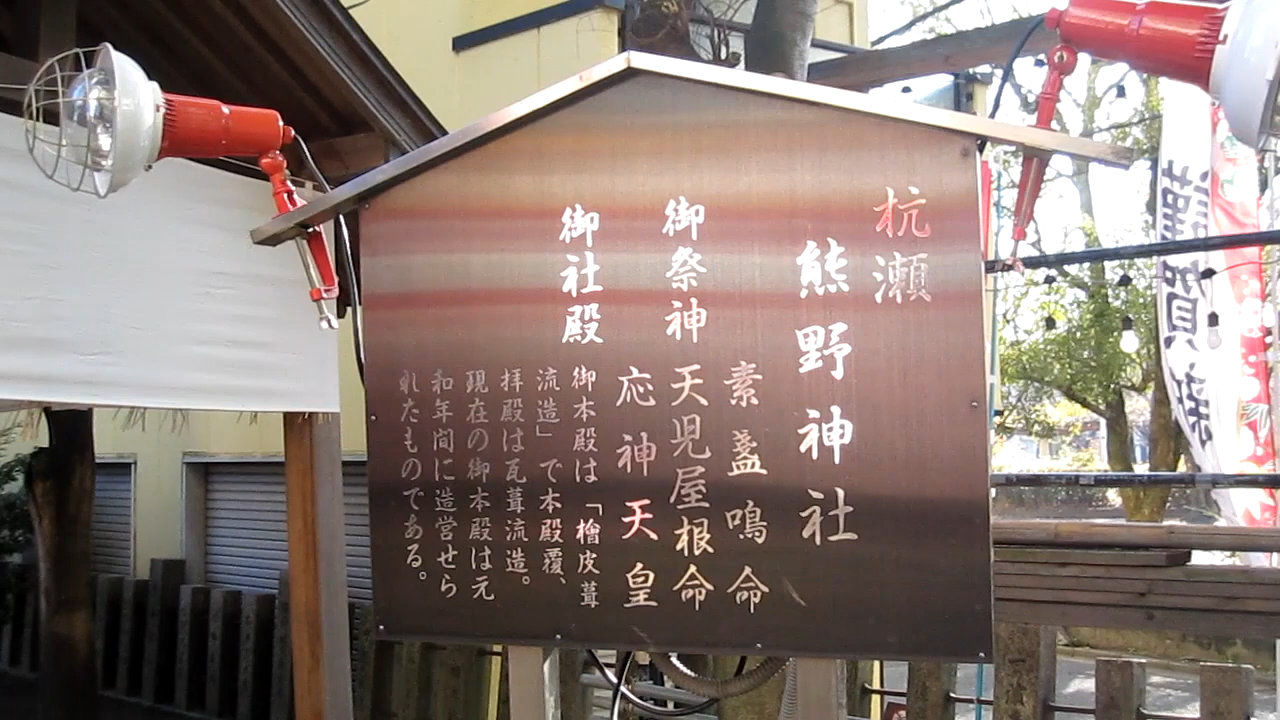 杭瀬
熊野神社
素盞鳴命
御祭神 天児屋根命
応神天皇
御社殿 御本殿は「檜皮葺
流造」で本殿覆、
拝殿は瓦葺流造。
現在の御本殿は元
和年間に造営せら
れたものである。
謹賀新